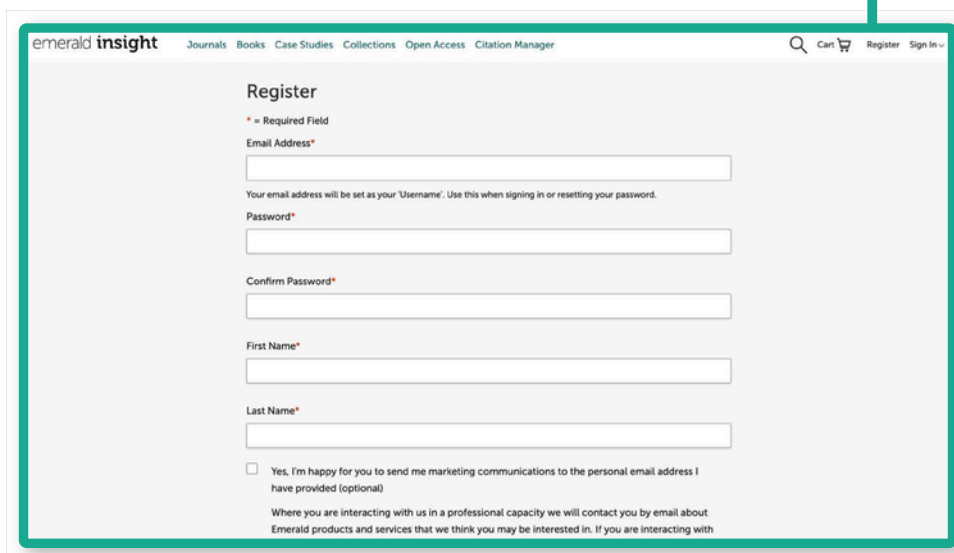 emerald insight Journals Books Case Studies Collections Open Access Citation Manager Cart Register Sign In
Register
* = Required Field
Email Address*
Your email address will be set as your 'Username'. Use this when signing in or resetting your password.
Password*
Confirm Password*
First Name*
Last Name*
Yes, I'm happy for you to send me marketing communications to the personal email address I
have provided (optional)
Where you are interacting with us in a professional capacity we will contact you by email about
Emerald products and services that we think you may be interested in. If you are interacting with